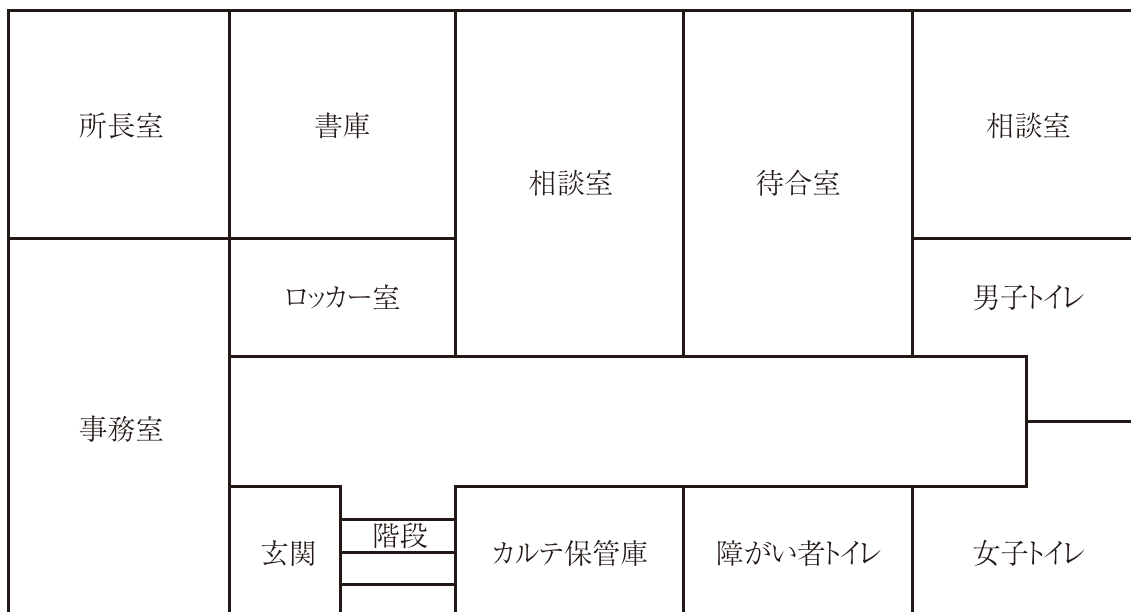 所長室
書庫
相談室
待合室
相談室
ロッカー室
男子トイレ
事務室
玄関
階段
カルテ保管庫
障がい者トイレ
女子トイレ